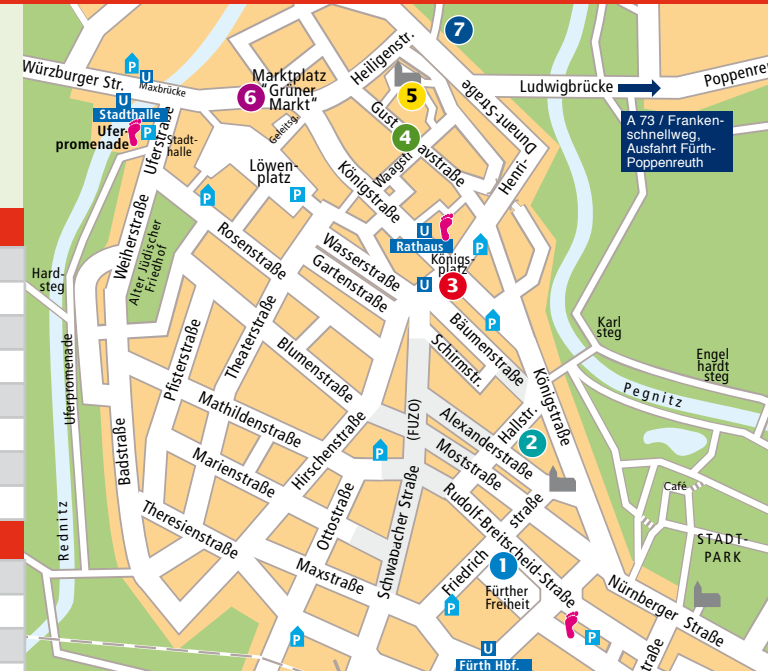 7
Heiligenstr.
Würzburger Str.
P
U
Maxbrücke
Marktplatz
"Grüner
Markt"
6
5
Ludwigbrücke
Poppenre
U
Stadthalle
Ufer-
promenade
P
Uferstraße
Stadt-
halle
Geleitsg.
Gustavstraße
4
Waagstr.
Henri-Dunant-Straße
A 73 / Franken-
schnellweg,
Ausfahrt Fürth-
Poppenreuth
Löwen-
platz
P
P
Königstraße
Weiherstraße
Alter Jüdischer
Friedhof
Rosenstraße
Wasserstraße
Gartenstraße
U
Rathaus
P
Königs-
platz
U
3
Hard-
steg
Uferpromenade
Pfisterstraße
Theaterstraße
Blumenstraße
Bäumenstraße
P
Schirmstr.
Karl
steg
Engel
hardt
steg
Pegnitz
Königstraße
Mathildenstraße
Hirschenstraße
(FUZO)
Alexanderstraße
Hallstr.
2
Moststraße
P
Badstraße
Marienstraße
Ottostraße
Schwabacher Straße
Rudolf-Breitscheid-Straße
straße
Café
Rednitz
Theresienstraße
Maxstraße
Friedrich
1
Fürther
Freiheit
P
STADT-
PARK
Nürnberger Straße
P
P
U
Fürth Hbf.
traße